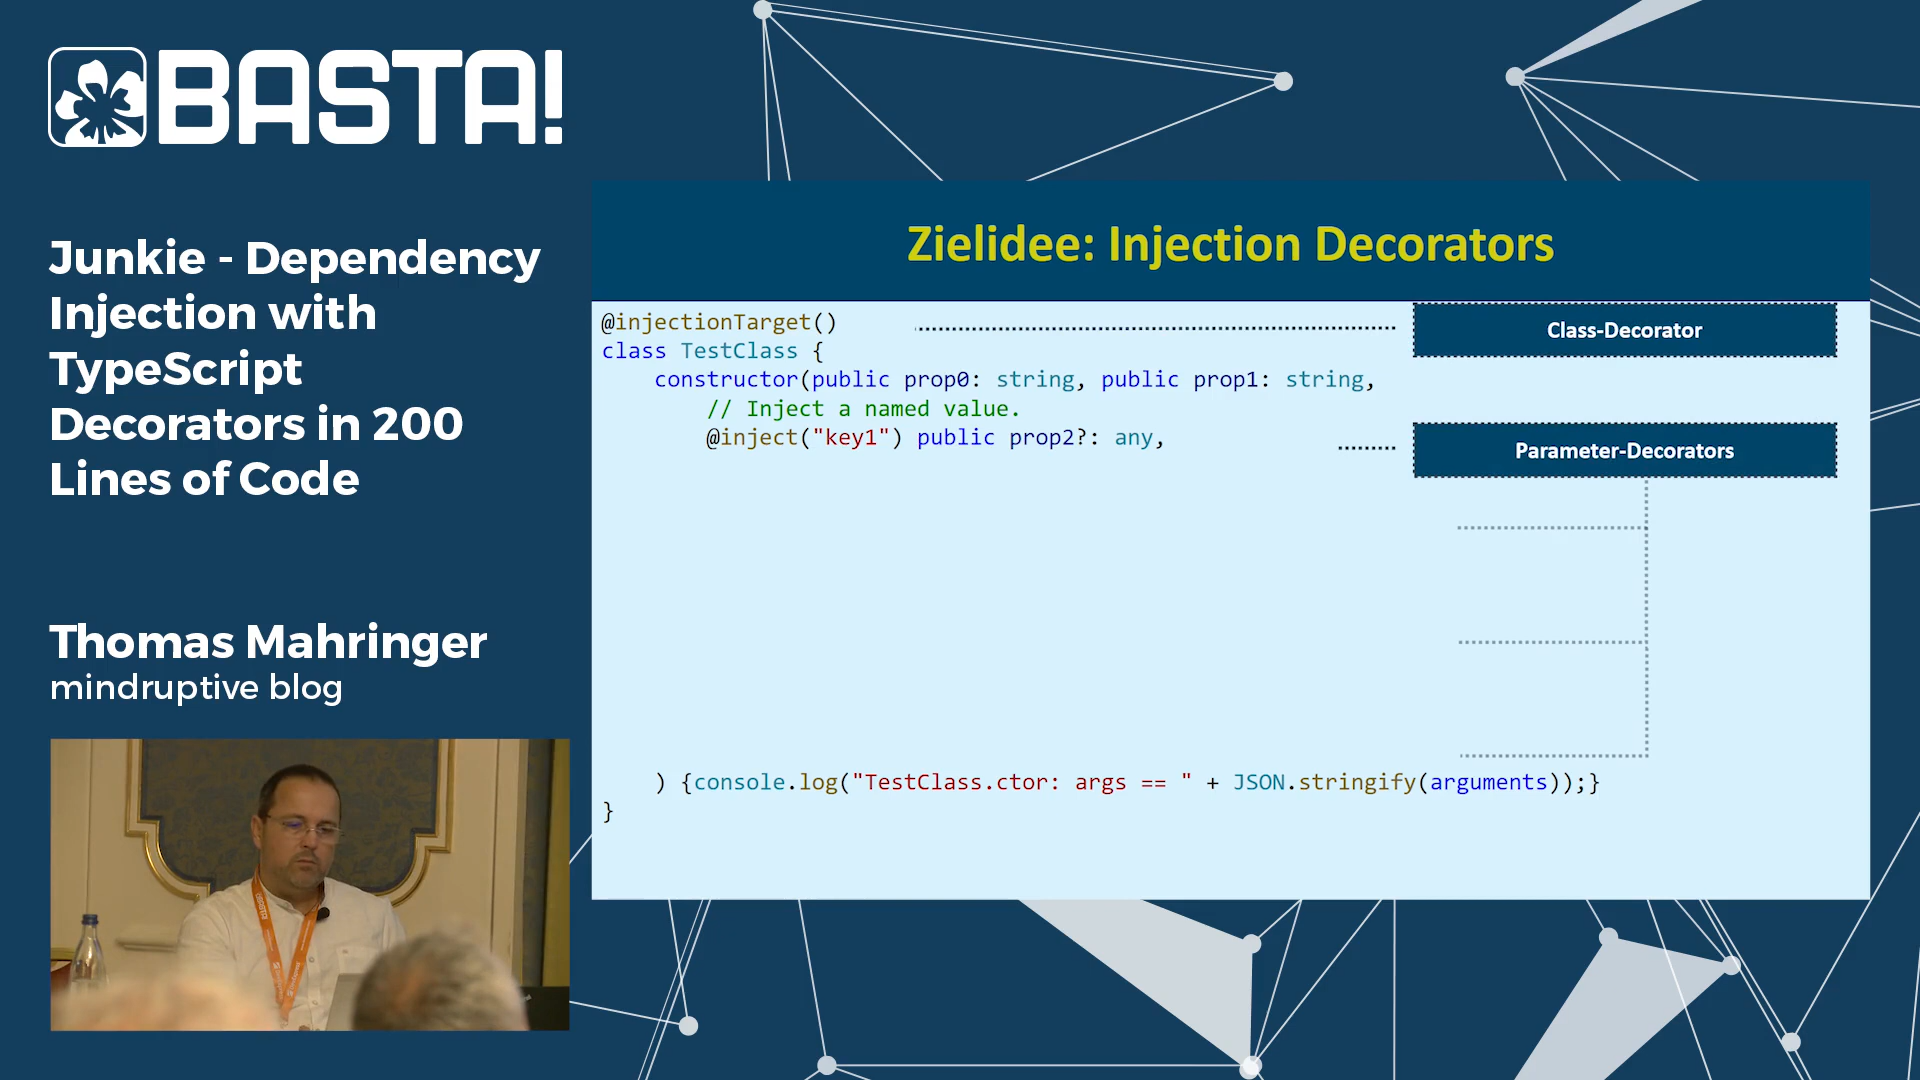 BASTA!
Junkie - Dependency
Injection with
TypeScript
Decorators in 200
Lines of Code
Thomas Mahringer
mindruptive blog
Zielidee: Injection Decorators
@injectionTarget()
Class-Decorator
class TestClass {
constructor(public prop0: string, public prop1: string,
// Inject a named value.
@inject("key1") public prop2?: any,
Parameter-Decorators
) {console.log("TestClass.ctor: args == " + JSON.stringify(arguments));}
}